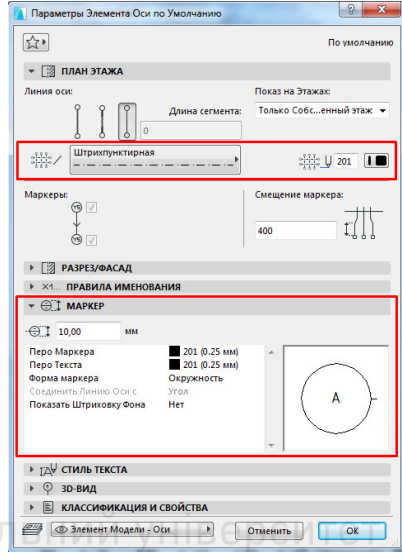 Параметры Элемента Оси по Умолчанию
По умолчанию
ПЛАН ЭТАЖА
Линия оси: Показ на Этажах:
Длина сегмента: Только Собс...енный этаж
0
Штрихпунктирная 201
Маркеры: Смещение маркера:
400
РАЗРЕЗ/ФАСАД
X1... ПРАВИЛА ИМЕНОВАНИЯ
МАРКЕР
10,00 мм
Перо Маркера 201 (0.25 мм)
Перо Текста 201 (0.25 мм)
Форма маркера Окружность
Соединить Линию Оси с Угол
Показать Штриховку Фона Нет
A
СТИЛЬ ТЕКСТА
3D-ВИД
КЛАССИФИКАЦИЯ И СВОЙСТВА
Элемент Модели - Оси Отменить ОК